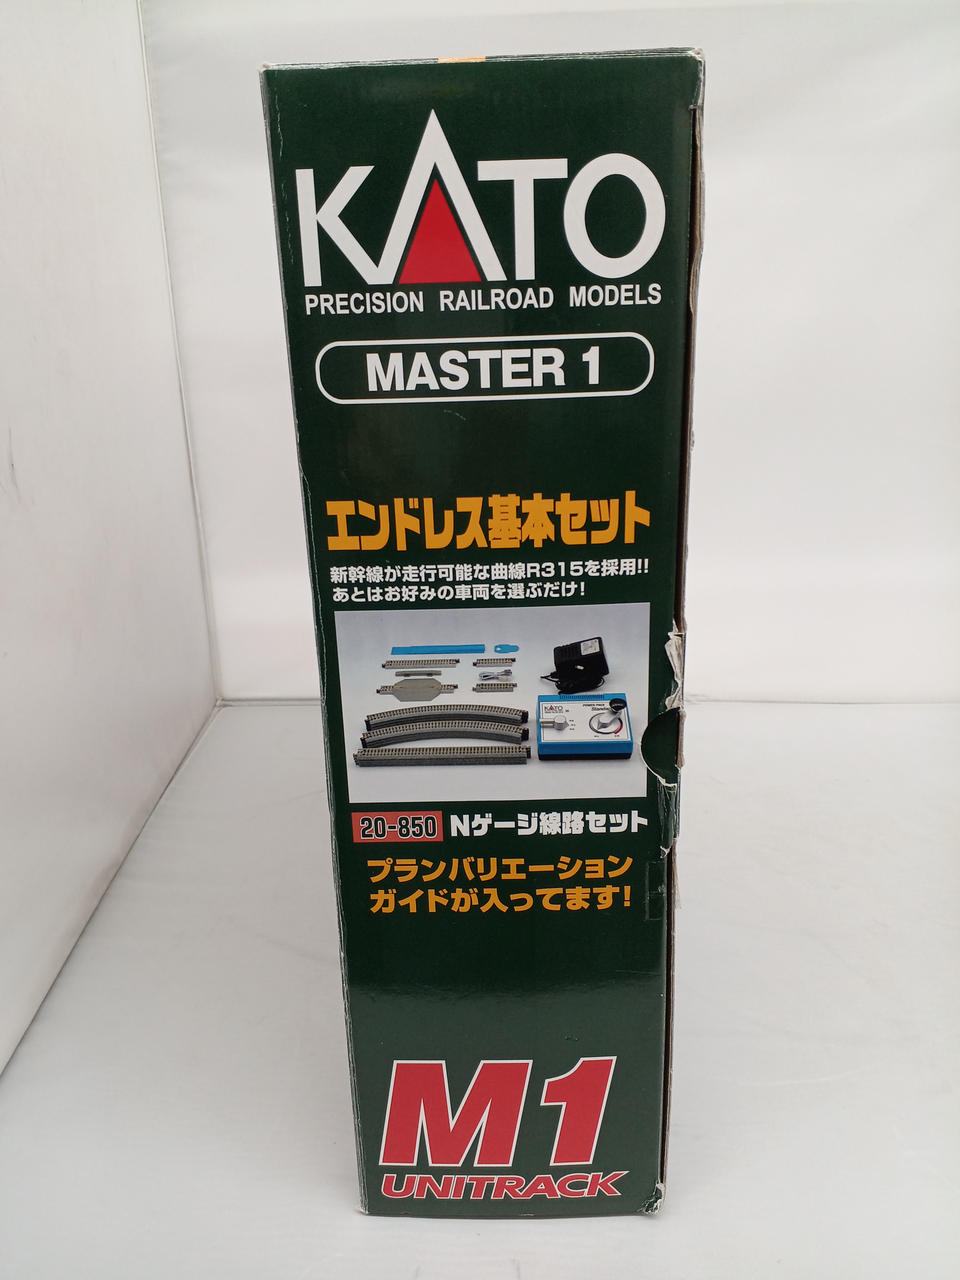 KATO
PRECISION RAILROAD MODELS
MASTER 1
エンドレス基本セット
新幹線が走行可能な曲線R315を採用!!
あとはお好みの車両を選ぶだけ!
KATO
POWER PACK
Standard
20-850 Nゲージ線路セット
プランバリエーション
ガイドが入ってます!
M1
UNITRACK